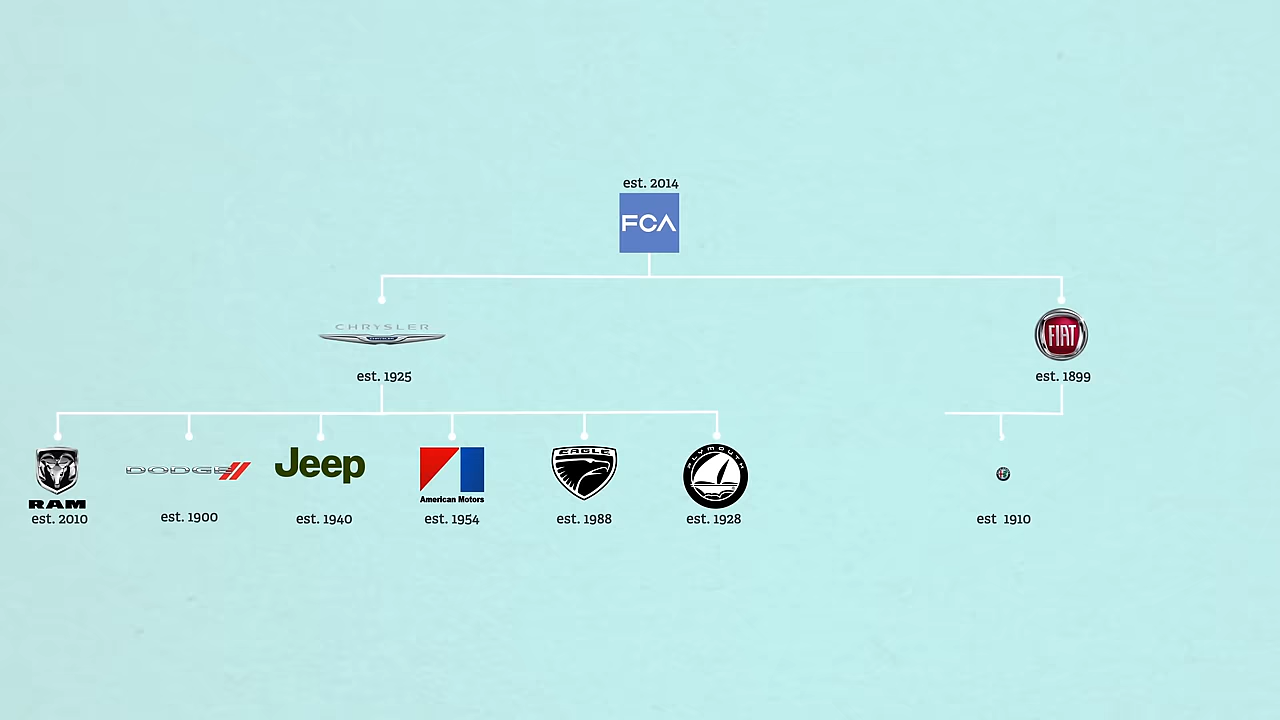 est. 2014
FCA
CHRYSLER
FIAT
est. 1925
est. 1899
RAM
DODGE
Jeep
American Motors
EAGLE
PLYMOUTH
est. 2010
est. 1900
est. 1940
est. 1954
est. 1988
est. 1928
est 1910